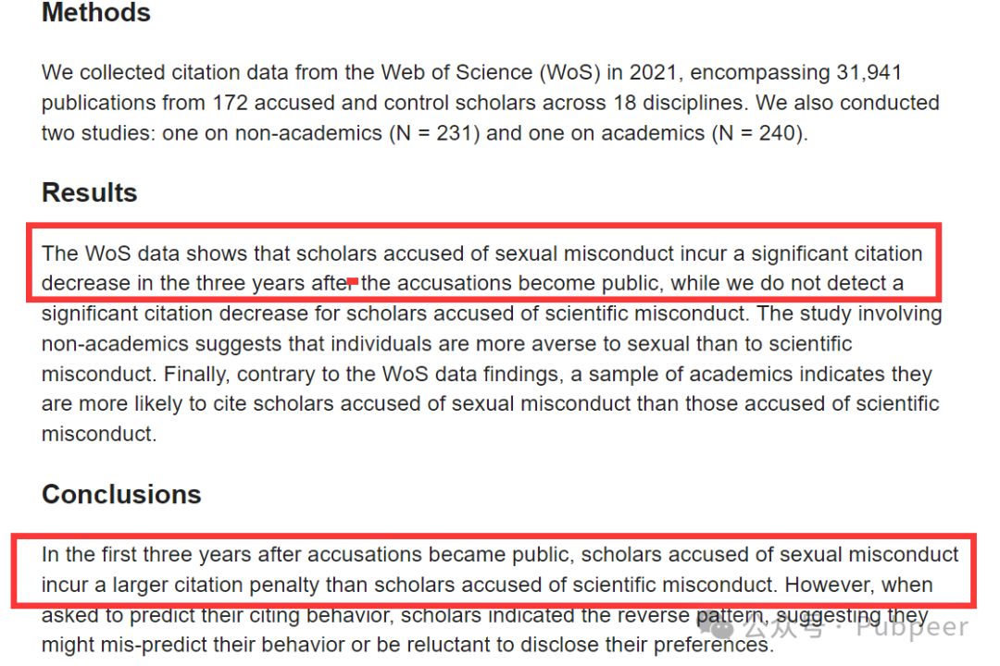 Methods
We collected citation data from the Web of Science (WoS) in 2021, encompassing 31,941
publications from 172 accused and control scholars across 18 disciplines. We also conducted
two studies: one on non-academics (N = 231) and one on academics (N = 240).
Results
The WoS data shows that scholars accused of sexual misconduct incur a significant citation
decrease in the three years after the accusations become public, while we do not detect a
significant citation decrease for scholars accused of scientific misconduct. The study involving
non-academics suggests that individuals are more averse to sexual than to scientific
misconduct. Finally, contrary to the WoS data findings, a sample of academics indicates they
are more likely to cite scholars accused of sexual misconduct than those accused of scientific
misconduct.
Conclusions
In the first three years after accusations became public, scholars accused of sexual misconduct
incur a larger citation penalty than scholars accused of scientific misconduct. However, when
asked to predict their citing behavior, scholars indicated the reverse pattern, suggesting they
might mis-predict their behavior or be reluctant to disclose their preferences.
公众号 · Pubpeer